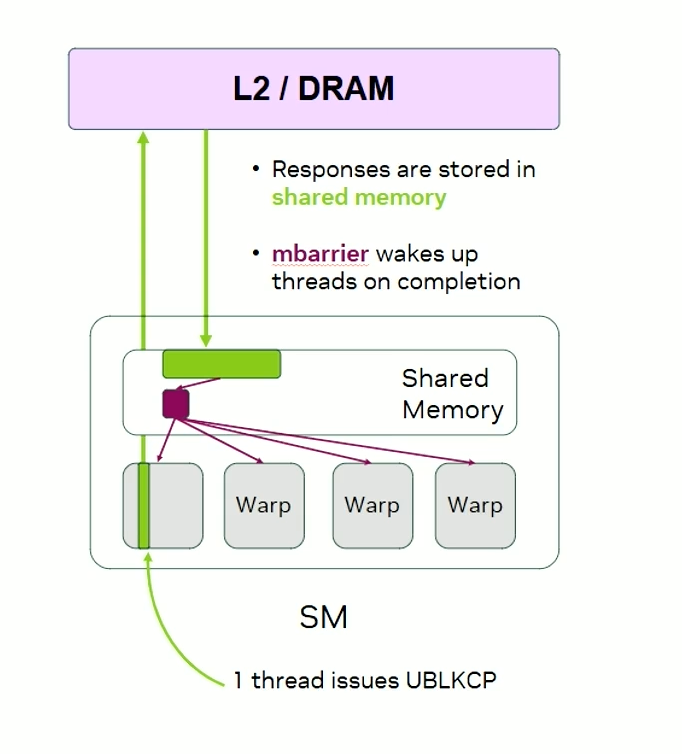 L2 / DRAM
• Responses are stored in
shared memory
• mbarrier wakes up
threads on completion
Shared
Memory
Warp
Warp
Warp
SM
1 thread issues UBLKCP